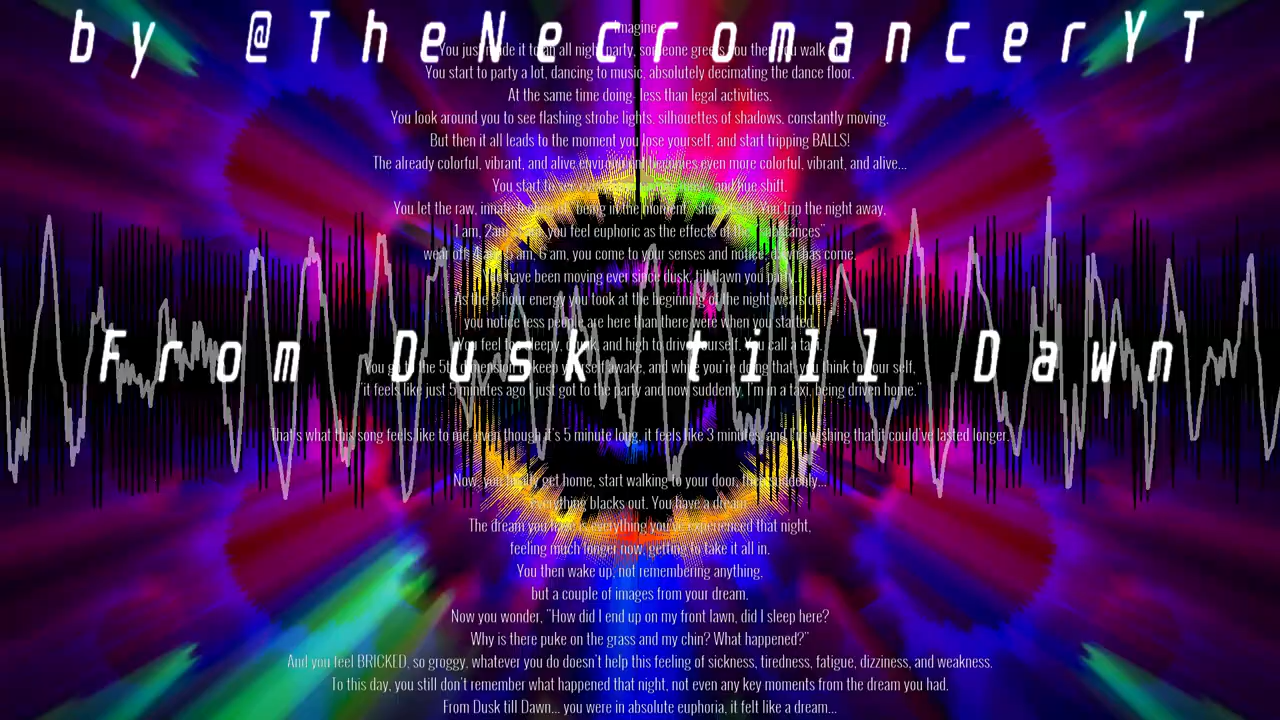 by @TheNecromancerYT
Imagine,
You just made it to an all night party, someone greets you then you walk in.
You start to party a lot, dancing to music, absolutely decimating the dance floor.
At the same time doing- less than legal activities.
You look around you to see flashing strobe lights, silhouettes of shadows, constantly moving.
But then it all leads to the moment you lose yourself, and start tripping BALLS!
The already colorful, vibrant, and alive environment becomes even more colorful, vibrant, and alive...
You start to and hue shift.
You let the raw, innate being in the moment, You trip the night away,
1 am, 2am you feel euphoric as the effects of the "substances"
wear off, 4 am, 5 am, 6 am, you come to your senses and notice, dawn has come.
You have been moving ever since dusk, till dawn you party.
As the 8 hour energy you took at the beginning of the night wears off,
you notice less people are here than there were when you started.
You feel too sleepy, drunk, and high to drive yourself. You call a taxi.
From Dusk till Dawn
You go to the 5th dimension to keep yourself awake, and while you're doing that, you think to your self,
"it feels like just 5 minutes ago I just got to the party and now suddenly, i'm in a taxi, being driven home."
That's what this song feels like to me, even though it's 5 minute long, it feels like 3 minutes, and I'm wishing that it could've lasted longer.
Now, you finally get home, start walking to your door, then suddenly...
everything blacks out. You have a dream
The dream you everything you've experienced that night,
feeling much longer now, getting to take it all in.
You then wake up, not remembering anything,
but a couple of images from your dream.
Now you wonder, "How did I end up on my front lawn, did I sleep here?
Why is there puke on the grass and my chin? What happened?"
And you feel BRICKED, so groggy, whatever you do doesn't help this feeling of sickness, tiredness, fatigue, dizziness, and weakness.
To this day, you still don't remember what happened that night, not even any key moments from the dream you had.
From Dusk till Dawn... you were in absolute euphoria, it felt like a dream...